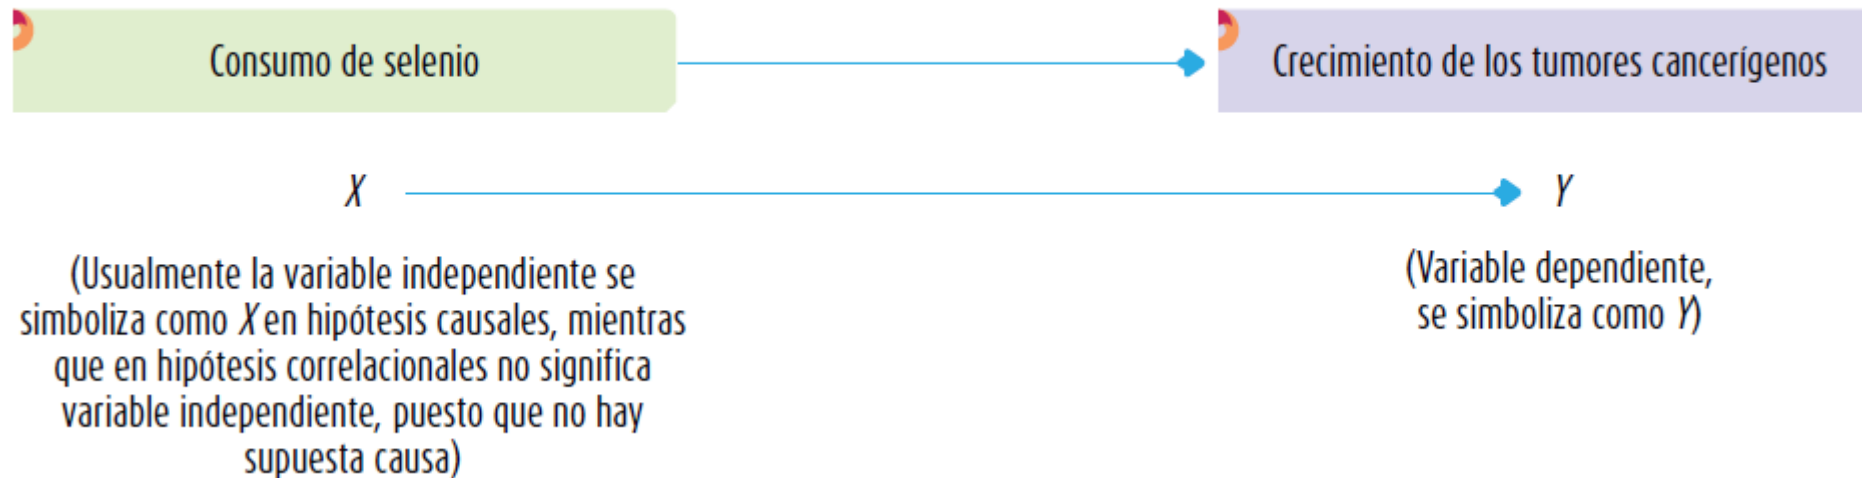 Consumo de selenio
Crecimiento de los tumores cancerígenos
X
Y
(Usualmente la variable independiente se
simboliza como X en hipótesis causales, mientras
que en hipótesis correlacionales no significa
variable independiente, puesto que no hay
supuesta causa)
(Variable dependiente,
se simboliza como Y)